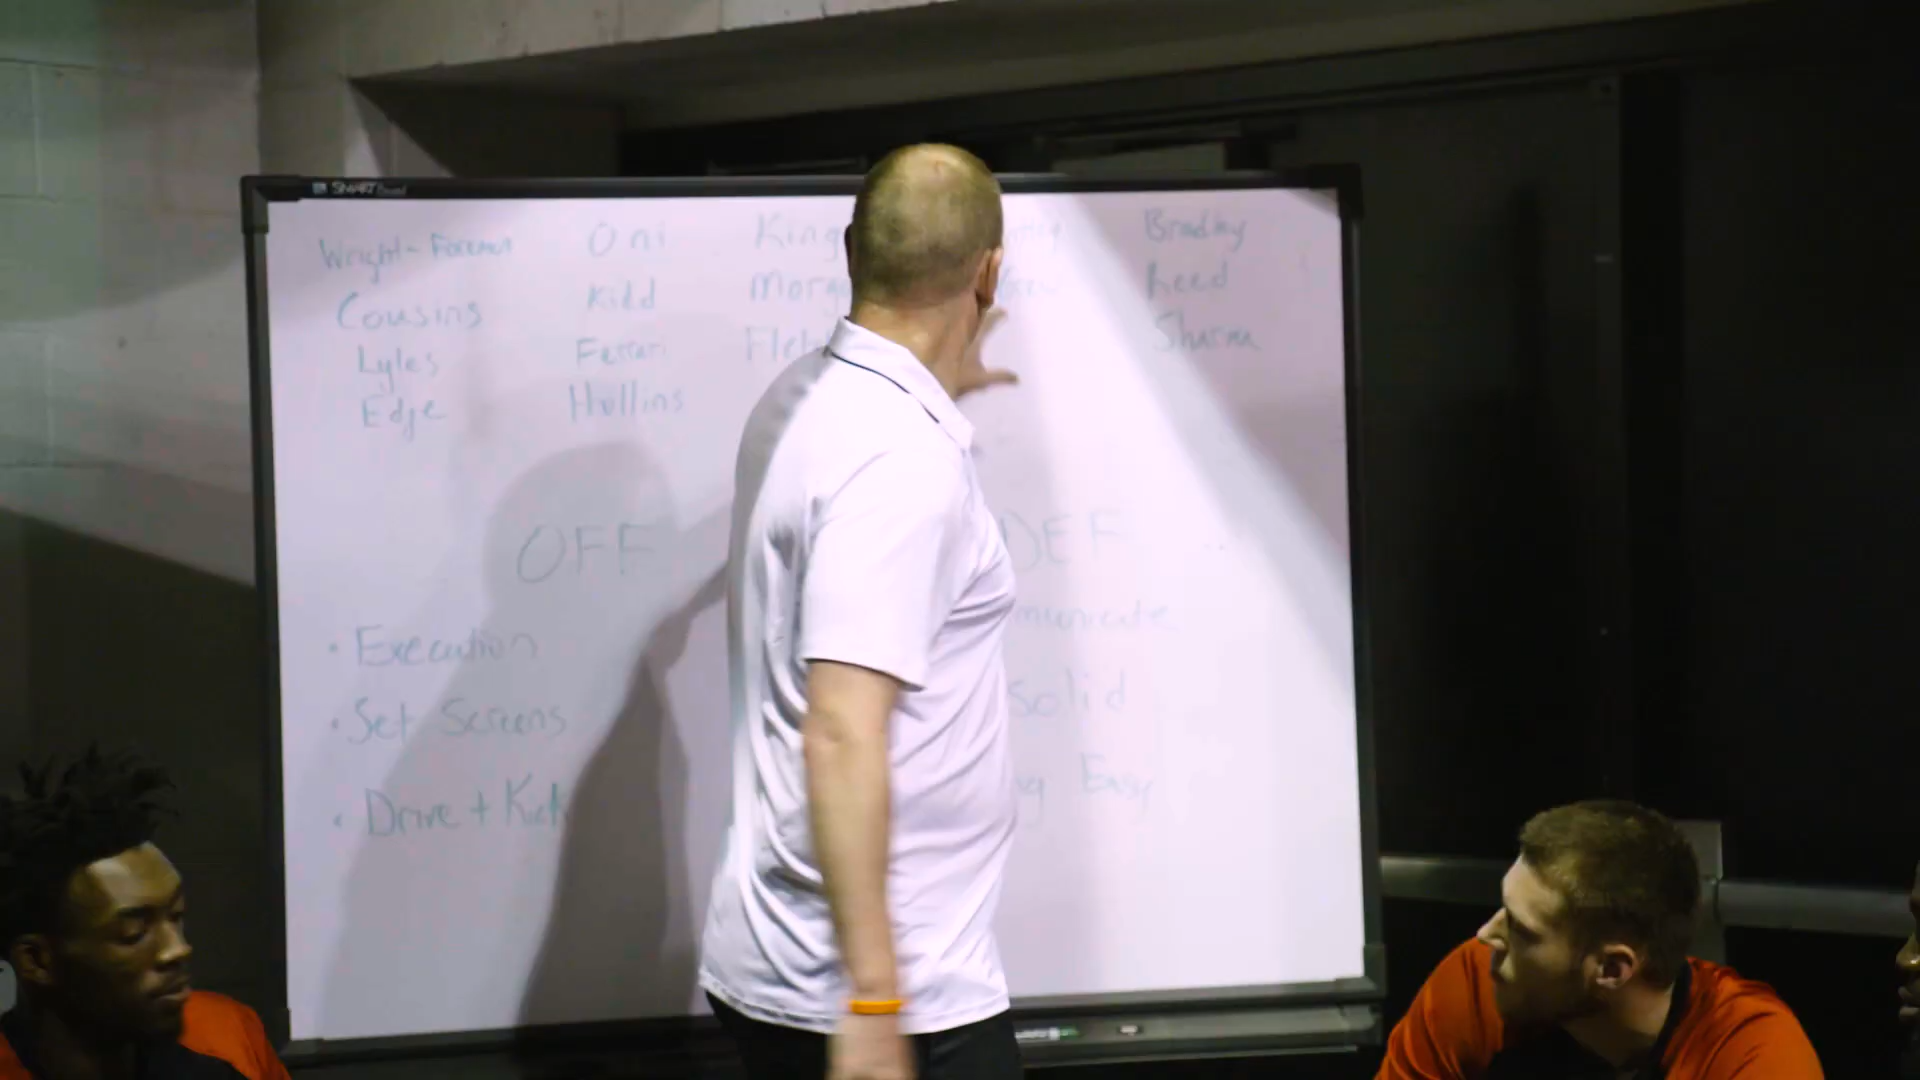 SMART Board
Wright-Foreman Oni King Bradley
Cousins Kidd Reed
Lyles Ferrari Sharma
Edge Hollins
OFF DEF
• Execution
• Set Screens Solid
• Drive + Kick Easy